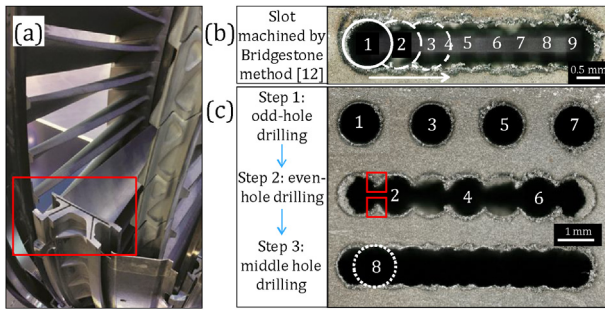 (a)
(b)
Slot
machined by
Bridgestone
method [12]
1 2 3 4 5 6 7 8 9
0.5 mm
(c)
Step 1:
odd-hole
drilling
Step 2: even-
hole drilling
Step 3:
middle hole
drilling
1 3 5 7
2 4 6
1 mm
8